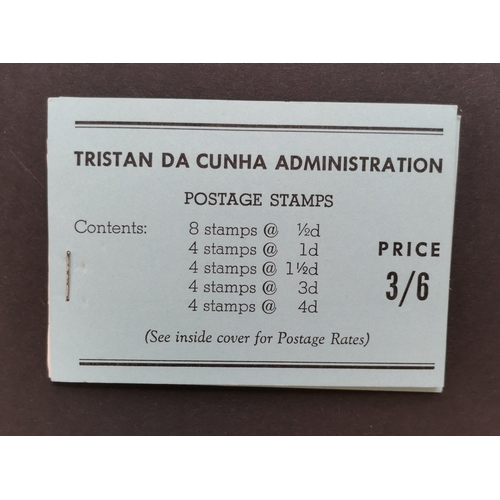 TRISTAN DA CUNHA ADMINISTRATION
POSTAGE STAMPS
Contents: 8 stamps @ ½d
4 stamps @ 1d
4 stamps @ 1½d
4 stamps @ 3d
4 stamps @ 4d
PRICE
3/6
(See inside cover for Postage Rates)